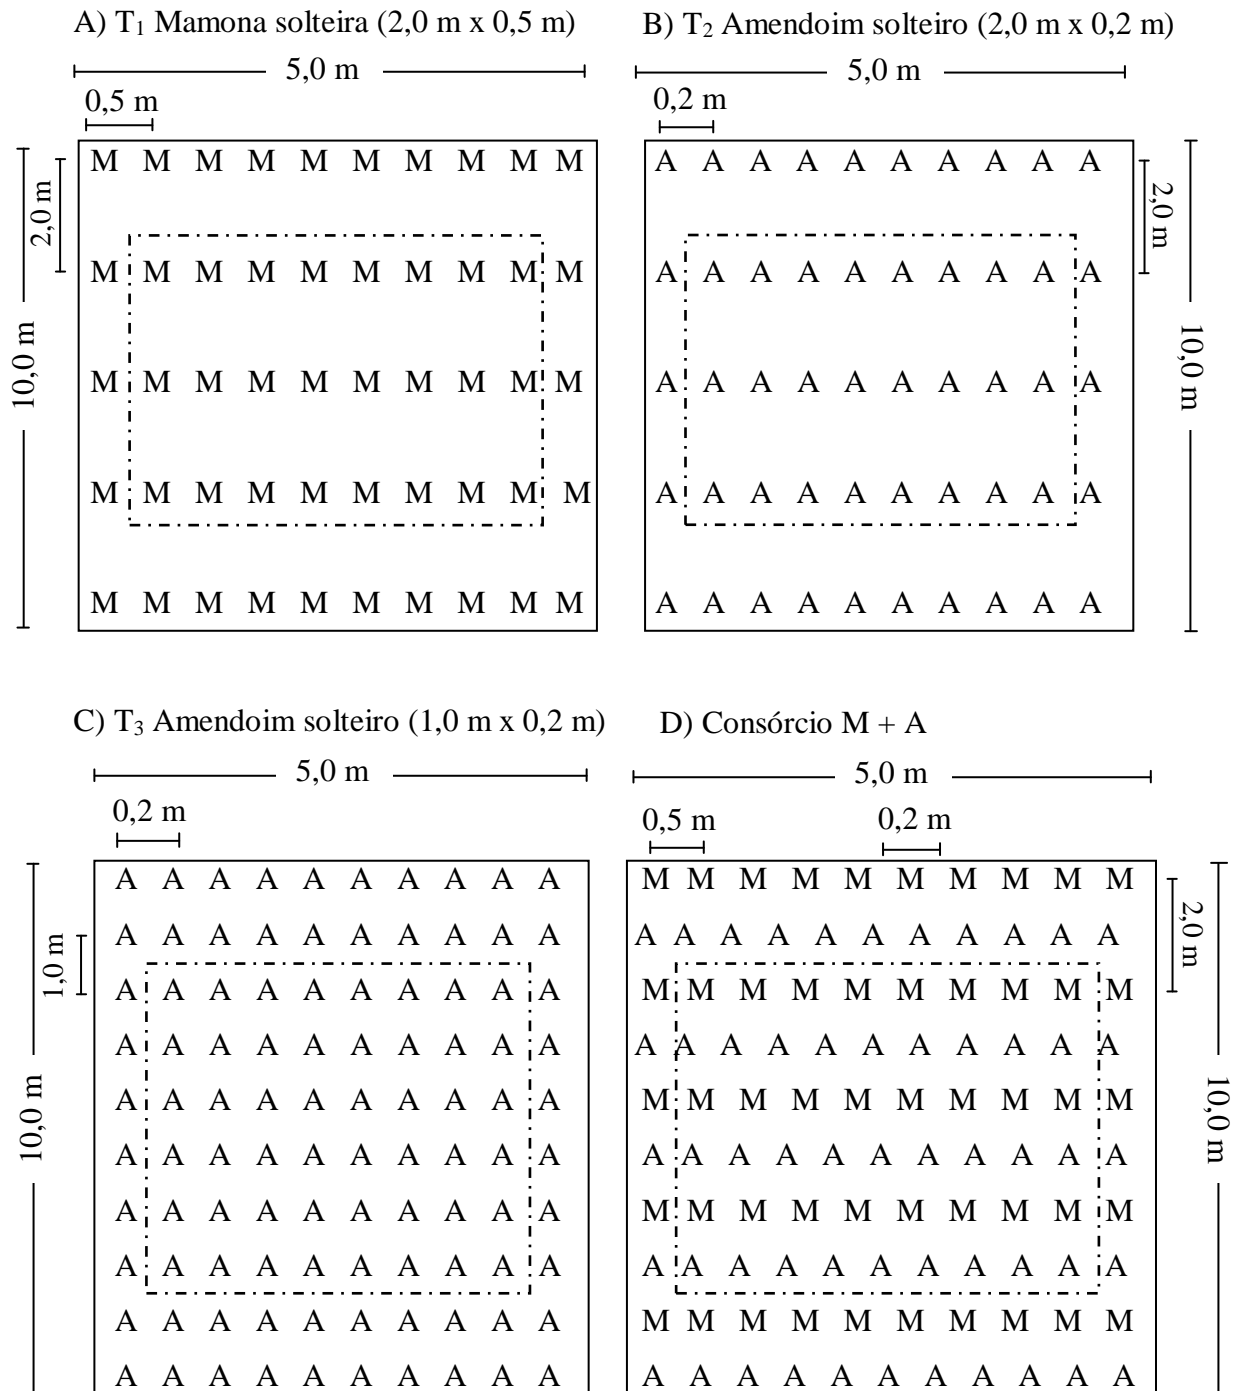 A) T₁ Mamona solteira (2,0 m x 0,5 m)
5,0 m
0,5 m
2,0 m
10,0 m
M M M M M M M M M M
M M M M M M M M M M
M M M M M M M M M M
M M M M M M M M M M
M M M M M M M M M M
B) T₂ Amendoim solteiro (2,0 m x 0,2 m)
5,0 m
0,2 m
2,0 m
10,0 m
A A A A A A A A A A
A A A A A A A A A A
A A A A A A A A A A
A A A A A A A A A A
A A A A A A A A A A
C) T₃ Amendoim solteiro (1,0 m x 0,2 m)
5,0 m
0,2 m
1,0 m
10,0 m
A A A A A A A A A A
A A A A A A A A A A
A A A A A A A A A A
A A A A A A A A A A
A A A A A A A A A A
A A A A A A A A A A
A A A A A A A A A A
A A A A A A A A A A
A A A A A A A A A A
A A A A A A A A A A
D) Consórcio M + A
5,0 m
0,5 m
0,2 m
2,0 m
10,0 m
M M M M M M M M M M
A A A A A A A A A A A
M M M M M M M M M M
A A A A A A A A A A A
M M M M M M M M M M
A A A A A A A A A A A
M M M M M M M M M M
A A A A A A A A A A A
M M M M M M M M M M
A A A A A A A A A A A